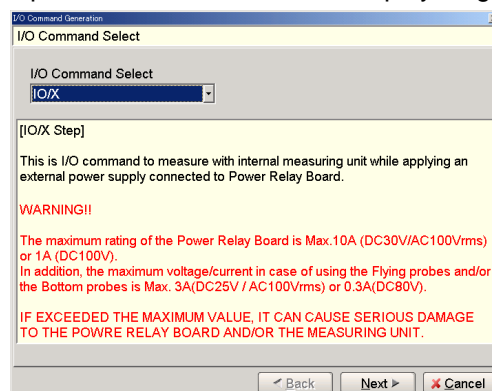 I/O Command Generation
I/O Command Select
I/O Command Select
IO/X
[IO/X Step]
This is I/O command to measure with internal measuring unit while applying an
external power supply connected to Power Relay Board.
WARNING!!
The maximum rating of the Power Relay Board is Max.10A (DC30V/AC100Vrms)
or 1A (DC100V).
In addition, the maximum voltage/current in case of using the Flying probes and/or
the Bottom probes is Max. 3A(DC25V / AC100Vrms) or 0.3A(DC80V).
IF EXCEEDED THE MAXIMUM VALUE, IT CAN CAUSE SERIOUS DAMAGE
TO THE POWRE RELAY BOARD AND/OR THE MEASURING UNIT.
Back Next Cancel